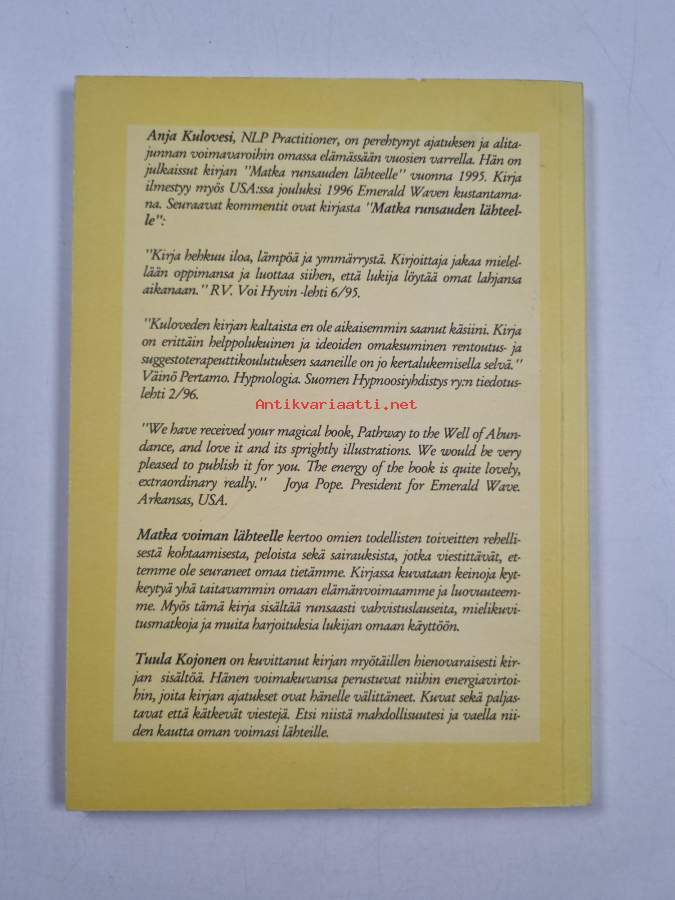 Anja Kulovesi, NLP Practitioner, on perehtynyt ajatuksen ja alita-
junnan voimavaroihin omassa elämässään vuosien varrella. Hän on
julkaissut kirjan "Matka runsauden lähteelle" vuonna 1995. Kirja
ilmestyy myös USA:ssa jouluksi 1996 Emerald Waven kustantama-
na. Seuraavat kommentit ovat kirjasta "Matka runsauden lähteel-
le":
"Kirja hehkuu iloa, lämpöä ja ymmärrystä. Kirjoittaja jakaa mielel-
lään oppimansa ja luottaa siihen, että lukija löytää omat lahjansa
aikanaan." RV. Voi Hyvin -lehti 6/95.
"Kuloveden kirjan kaltaista en ole aikaisemmin saanut käsiini. Kirja
on erittäin helppolukuinen ja ideoiden omaksuminen rentoutus- ja
suggestoterapeuttikoulutuksen saaneille on jo kertalukemisella selvä."
Väinö Pertamo. Hypnologia. Suomen Hypnoosiyhdistys ry:n tiedotus-
lehti 2/96.
Antikvariaatti.net
"We have received your magical book, Pathway to the Well of Abun-
dance, and love it and its sprightly illustrations. We would be very
pleased to publish it for you. The energy of the book is quite lovely,
extraordinary really." Joya Pope. President for Emerald Wave.
Arkansas, USA.
Matka voiman lähteelle kertoo omien todellisten toiveitten rehelli-
sestä kohtaamisesta, peloista sekä sairauksista, jotka viestittävät, et-
temme ole seuranneet omaa tietämme. Kirjassa kuvataan keinoja kyt-
keytyä yhä taitavammin omaan elämänvoimaamme ja luovuuteem-
me. Myös tämä kirja sisältää runsaasti vahvistuslauseita, mielikuvi-
tusmatkoja ja muita harjoituksia lukijan omaan käyttöön.
Tuula Kojonen on kuvittanut kirjan myötäillen hienovaraisesti kir-
jan sisältöä. Hänen voimakuvansa perustuvat niihin energiavirtoi-
hin, joita kirjan ajatukset ovat hänelle välittäneet. Kuvat sekä paljas-
tavat että kätkevät viestejä. Etsi niistä mahdollisuutesi ja vaella nii-
den kautta oman voimasi lähteille.